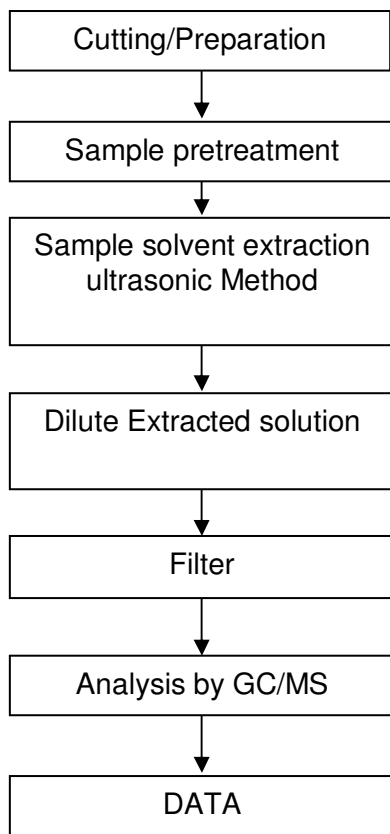 Cutting/Preparation
Sample pretreatment
Sample solvent extraction
ultrasonic Method
Dilute Extracted solution
Filter
Analysis by GC/MS
DATA